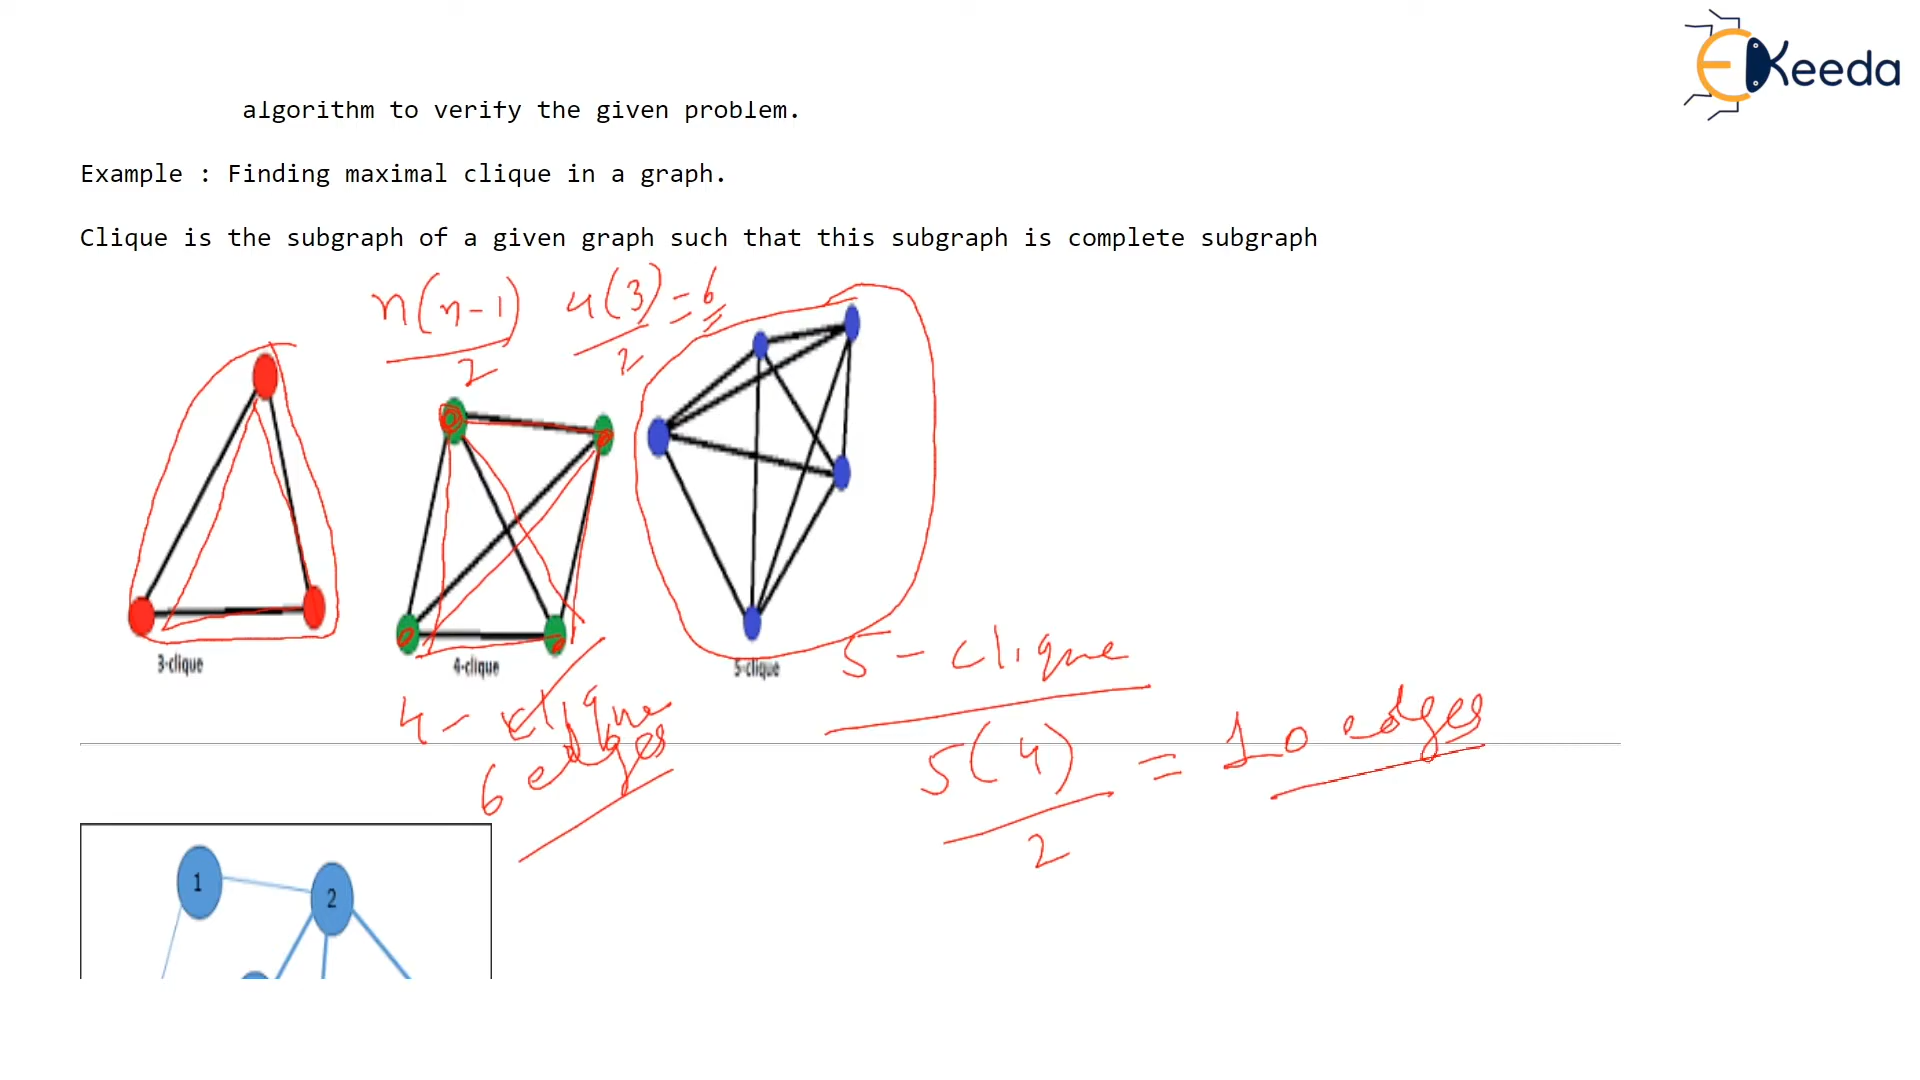 EKeeda
algorithm to verify the given problem.
Example : Finding maximal clique in a graph.
Clique is the subgraph of a given graph such that this subgraph is complete subgraph
n(n-1)
2
4(3) = 6
2
3-clique
4-clique
5-clique
4 - clique
6 edges
5 - clique
5(4) = 10 edges
2
1
2